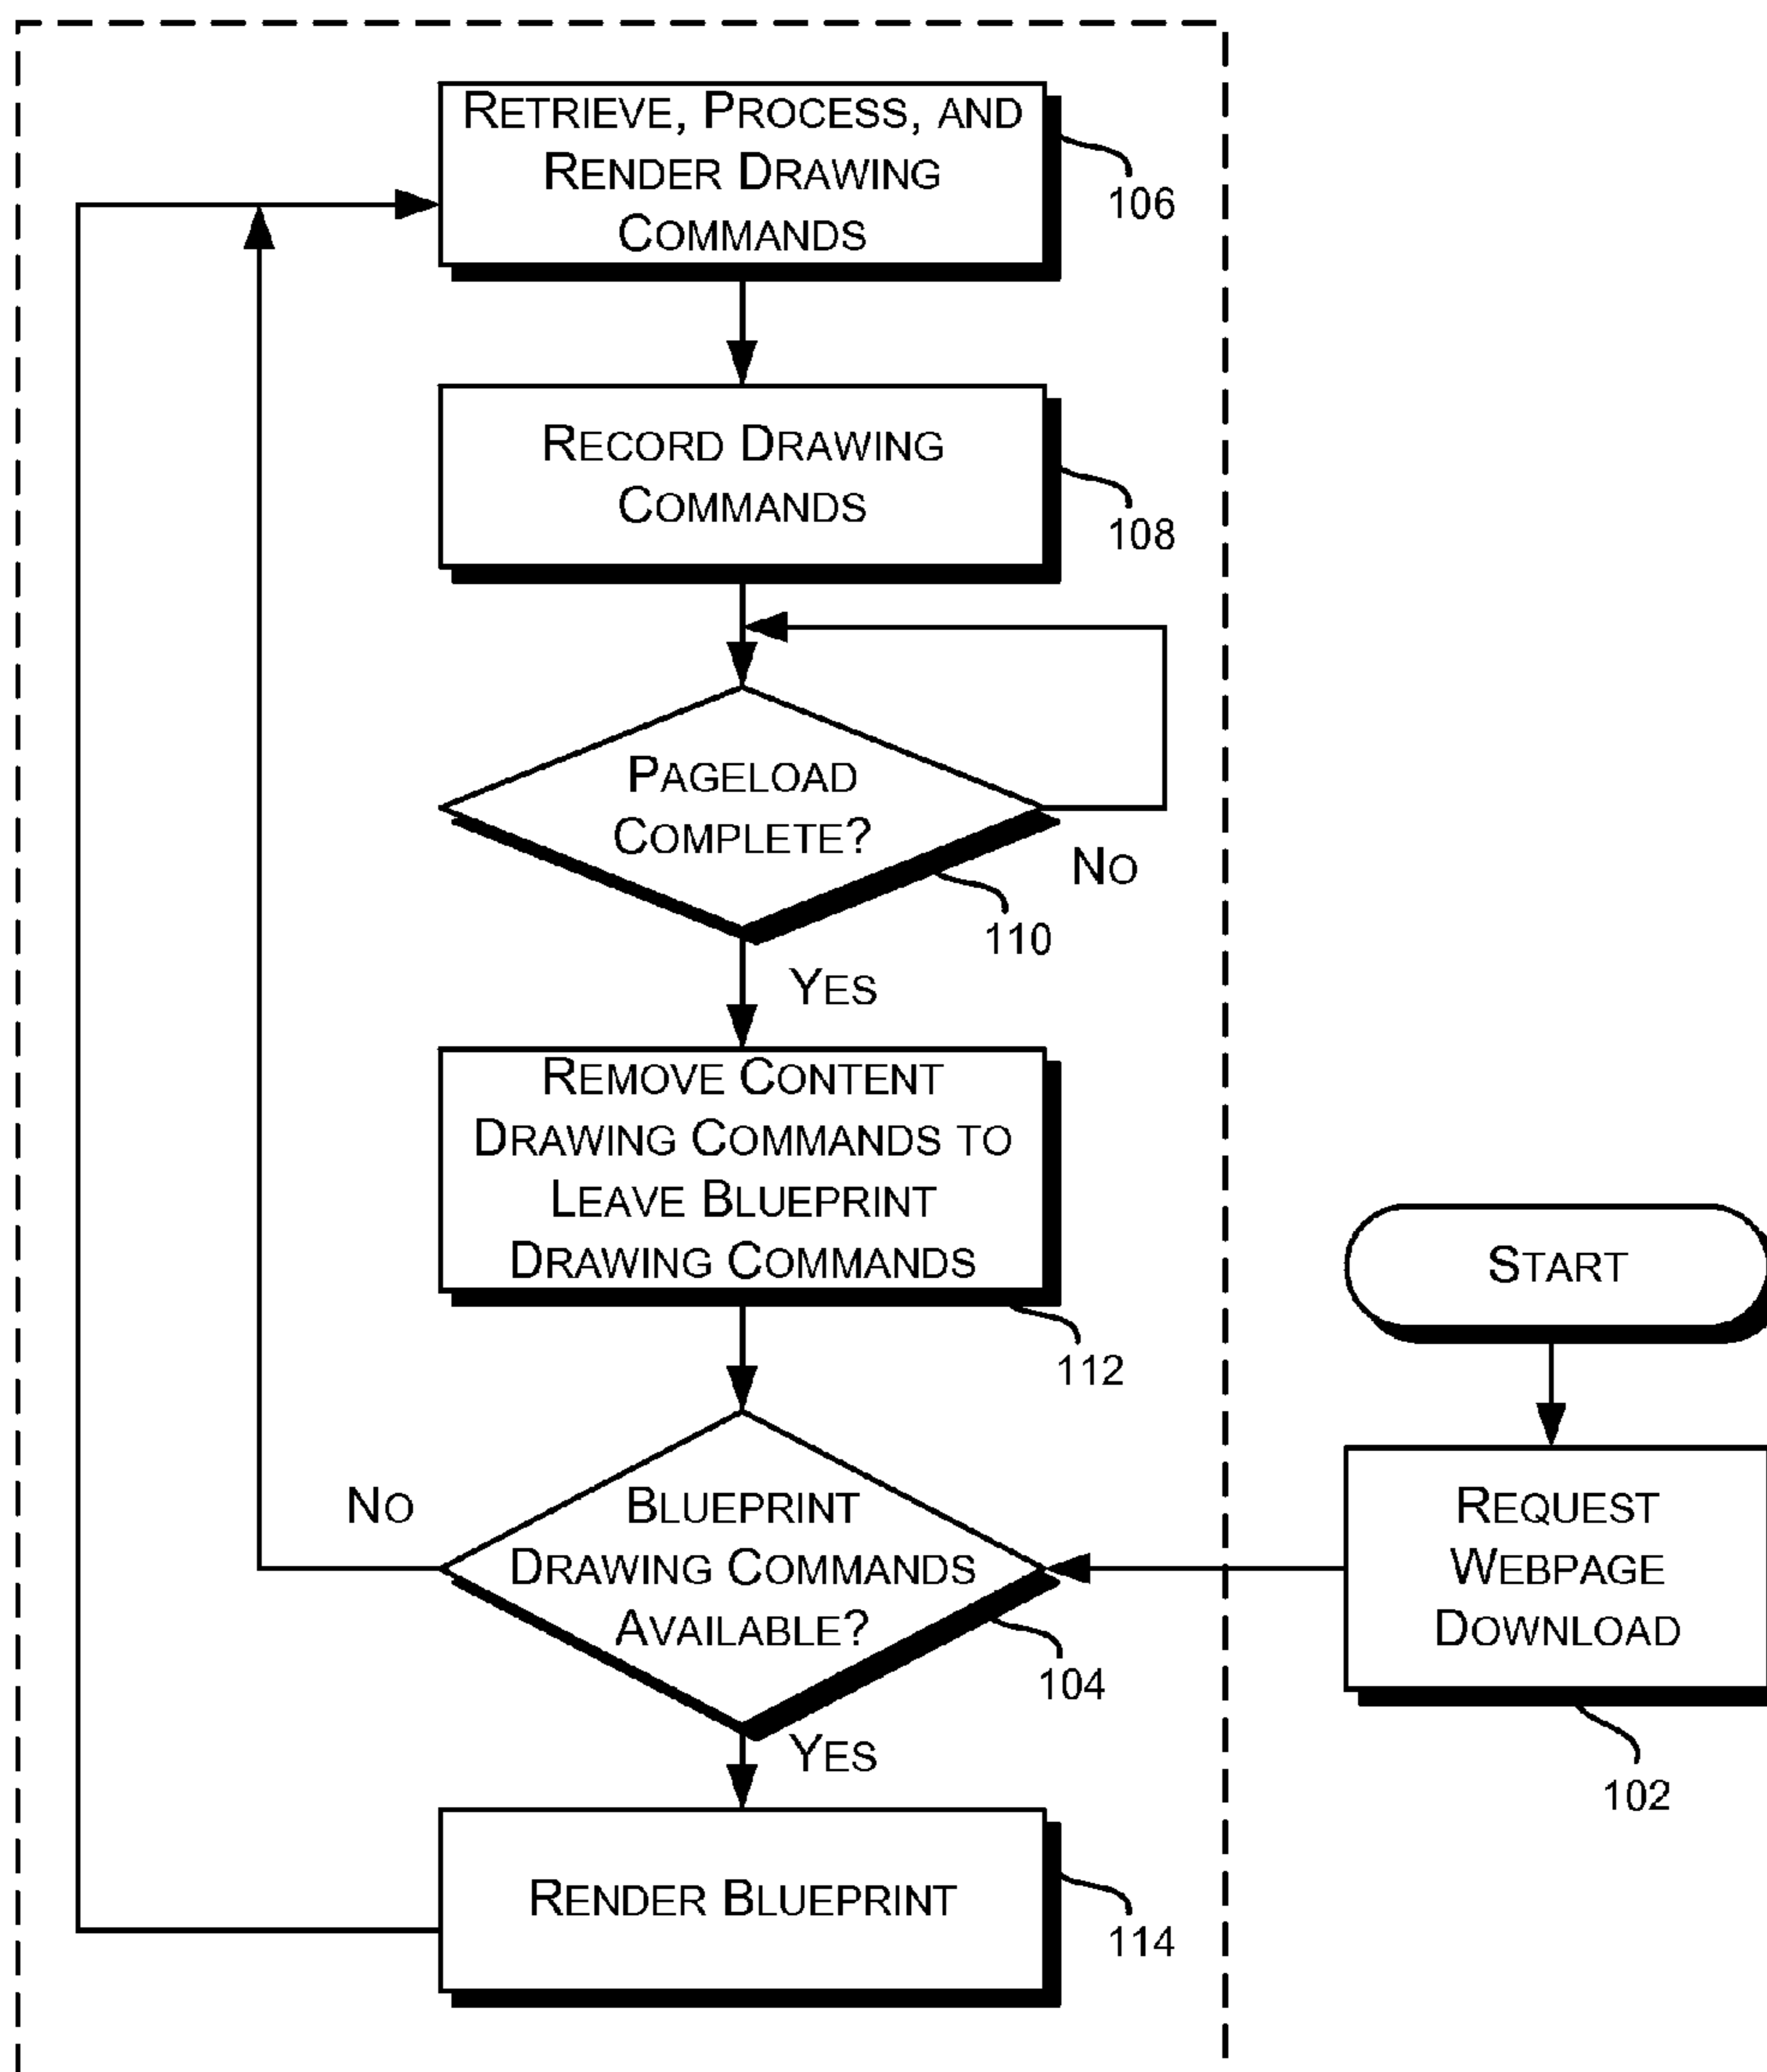 RETRIEVE, PROCESS, AND
RENDER DRAWING
COMMANDS
106
RECORD DRAWING
COMMANDS
108
PAGELOAD
COMPLETE?
NO
110
YES
REMOVE CONTENT
DRAWING COMMANDS TO
LEAVE BLUEPRINT
DRAWING COMMANDS
112
START
NO
BLUEPRINT
DRAWING COMMANDS
AVAILABLE?
104
REQUEST
WEBPAGE
DOWNLOAD
102
YES
RENDER BLUEPRINT
114